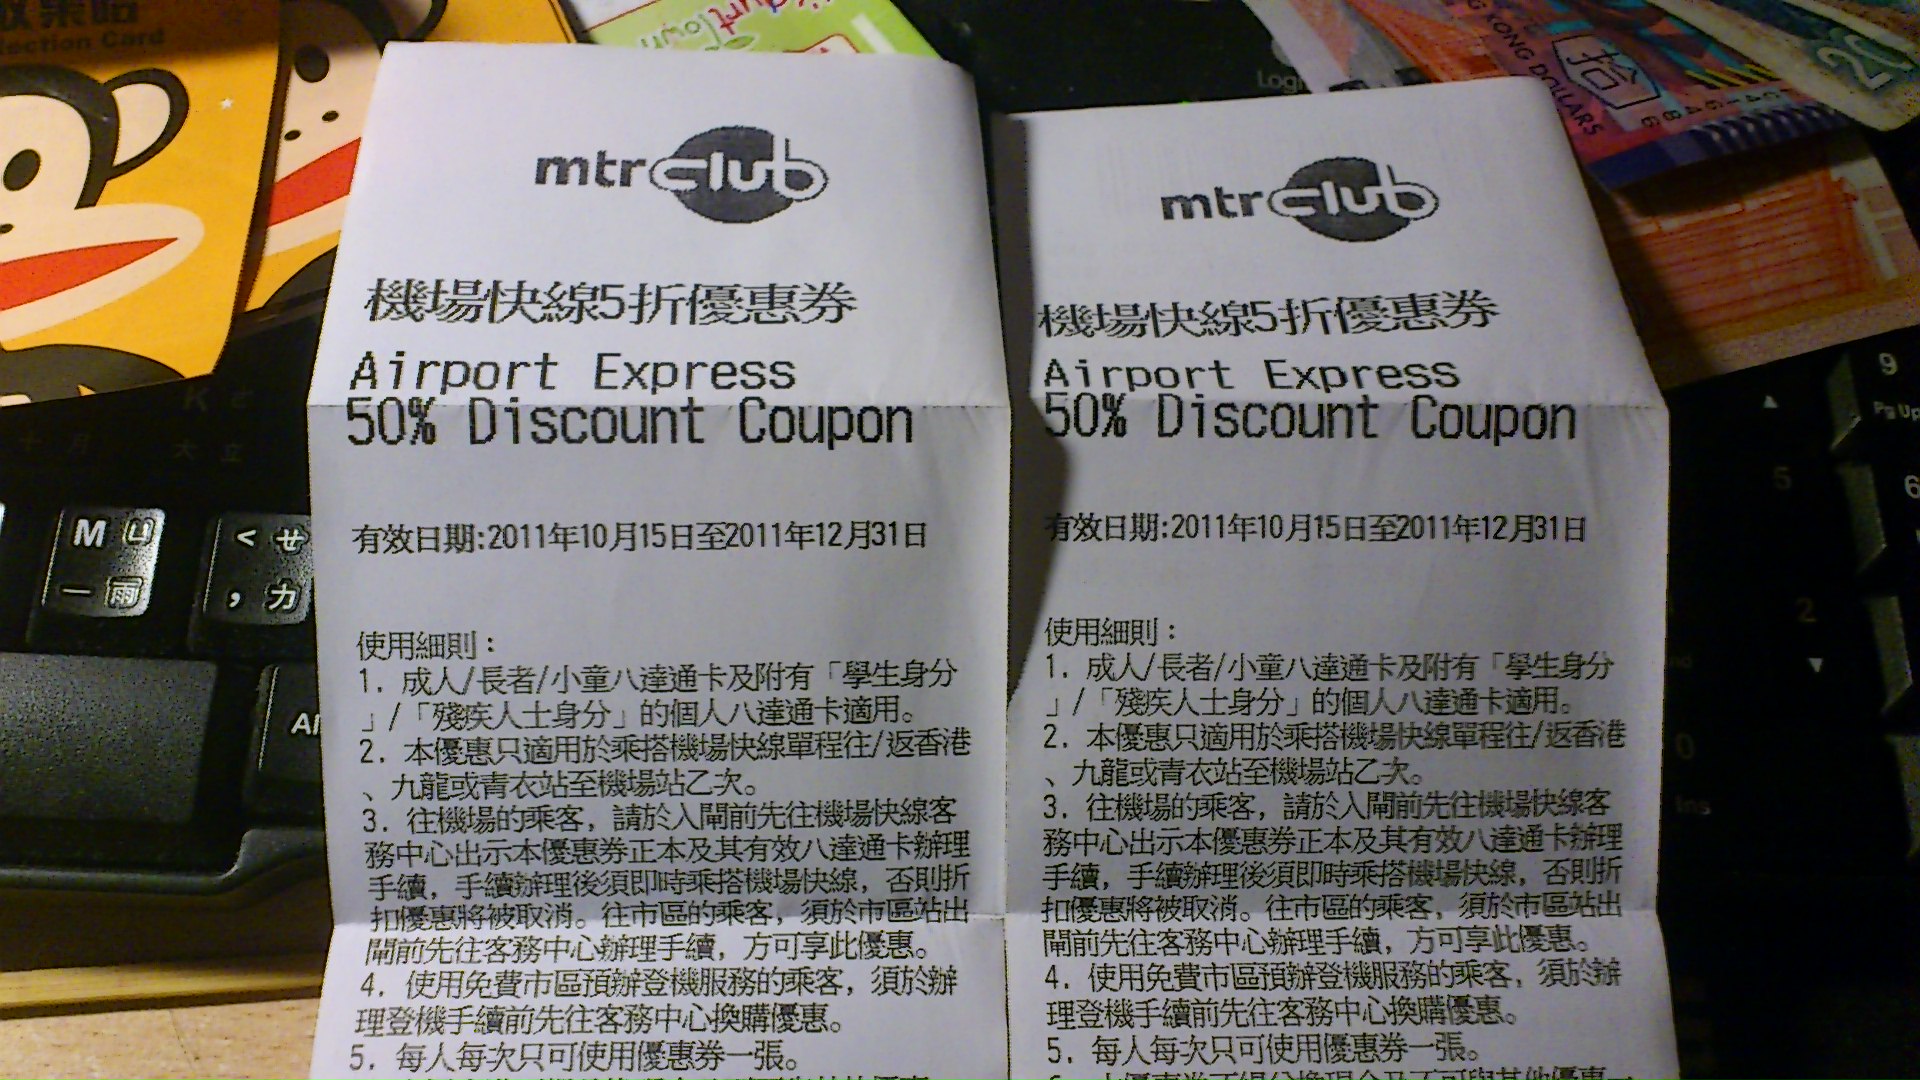 ection Card
mtr club
機場快線5折優惠券
Airport Express
50% Discount Coupon
有效日期:2011年10月15日至2011年12月31日
使用細則：
1. 成人/長者/小童八達通卡及附有「學生身分
」/「殘疾人士身分」的個人八達通卡適用。
2. 本優惠只適用於乘搭機場快線單程往/返香港
、九龍或青衣站至機場站乙次。
3. 往機場的乘客，請於入閘前先往機場快線客
務中心出示本優惠券正本及其有效八達通卡辦理
手續，手續辦理後須即時乘搭機場快線，否則折
扣優惠將被取消。往市區的乘客，須於市區站出
閘前先往客務中心辦理手續，方可享此優惠。
4. 使用免費市區預辦登機服務的乘客，須於辦
理登機手續前先往客務中心換購優惠。
5. 每人每次只可使用優惠券一張。
mtr club
機場快線5折優惠券
Airport Express
50% Discount Coupon
有效日期:2011年10月15日至2011年12月31日
使用細則：
1. 成人/長者/小童八達通卡及附有「學生身分
」/「殘疾人士身分」的個人八達通卡適用。
2. 本優惠只適用於乘搭機場快線單程往/返香港
、九龍或青衣站至機場站乙次。
3. 往機場的乘客，請於入閘前先往機場快線客
務中心出示本優惠券正本及其有效八達通卡辦理
手續，手續辦理後須即時乘搭機場快線，否則折
扣優惠將被取消。往市區的乘客，須於市區站出
閘前先往客務中心辦理手續，方可享此優惠。
4. 使用免費市區預辦登機服務的乘客，須於辦
理登機手續前先往客務中心換購優惠。
5. 每人每次只可使用優惠券一張。
KONG DOLLARS
拾
20
M 凵
一 雨
< せ
, 力
Al
9
Pg Up
5
6
2
0
Ins